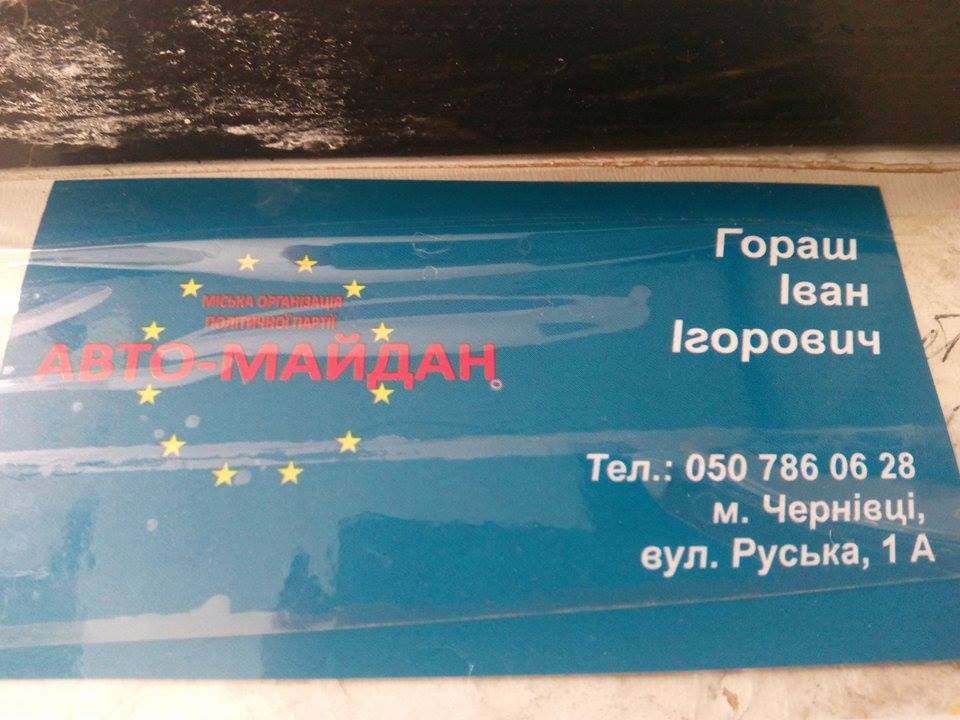 МІСЬКА ОРГАНІЗАЦІЯ
ПОЛІТИЧНОЇ ПАРТІЇ
АВТО-МАЙДАН
Гораш
Іван
Ігорович
Тел.: 050 786 06 28
м. Чернівці,
вул. Руська, 1 А